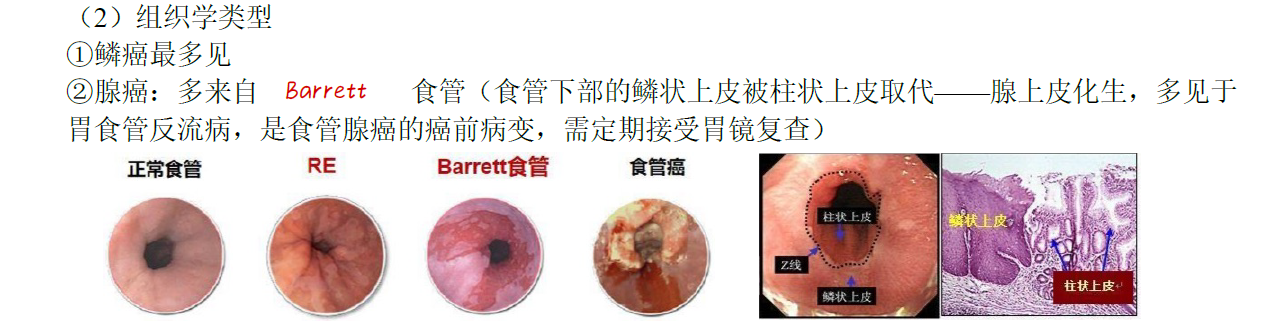 （2）组织学类型
①鳞癌最多见
②腺癌：多来自 Barrett 食管（食管下部的鳞状上皮被柱状上皮取代——腺上皮化生，多见于
胃食管反流病，是食管腺癌的癌前病变，需定期接受胃镜复查）
正常食管 RE Barrett食管 食管癌
柱状上皮
Z线
鳞状上皮
鳞状上皮
柱状上皮